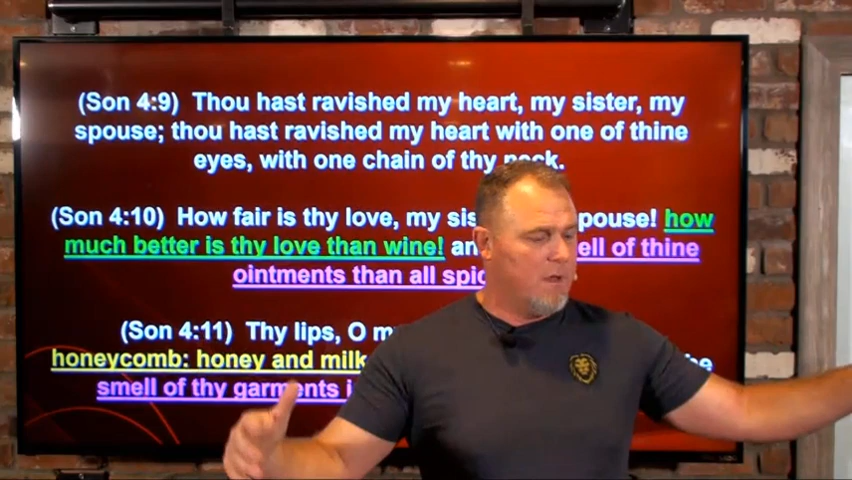 (Son 4:9) Thou hast ravished my heart, my sister, my
spouse; thou hast ravished my heart with one of thine
eyes, with one chain of thy neck.
(Son 4:10) How fair is thy love, my sis pouse! how
much better is thy love than wine! an ell of thine
ointments than all spic
(Son 4:11) Thy lips, O m
honeycomb: honey and milk he
smell of thy garments i